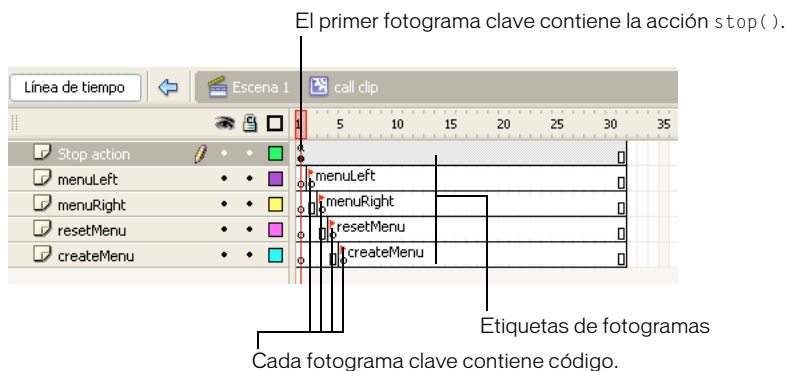 El primer fotograma clave contiene la acción stop().
Línea de tiempo Escena 1 call clip
1 5 10 15 20 25 30 35
Stop action
menuLeft menuLeft
menuRight menuRight
resetMenu resetMenu
createMenu createMenu
Etiquetas de fotogramas
Cada fotograma clave contiene código.